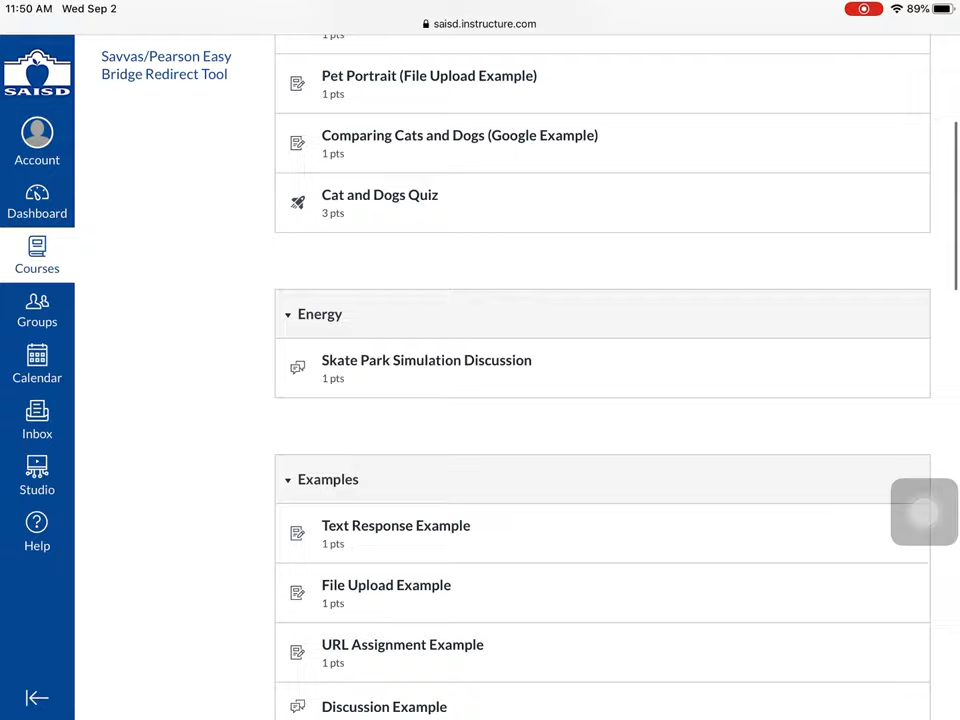 11:50 AM Wed Sep 2
89%
saisd.instructure.com
SAISD
Account
Dashboard
Courses
Groups
Calendar
Inbox
Studio
Help
Savvas/Pearson Easy
Bridge Redirect Tool
1 pts
Pet Portrait (File Upload Example)
1 pts
Comparing Cats and Dogs (Google Example)
1 pts
Cat and Dogs Quiz
3 pts
Energy
Skate Park Simulation Discussion
1 pts
Examples
Text Response Example
1 pts
File Upload Example
1 pts
URL Assignment Example
1 pts
Discussion Example